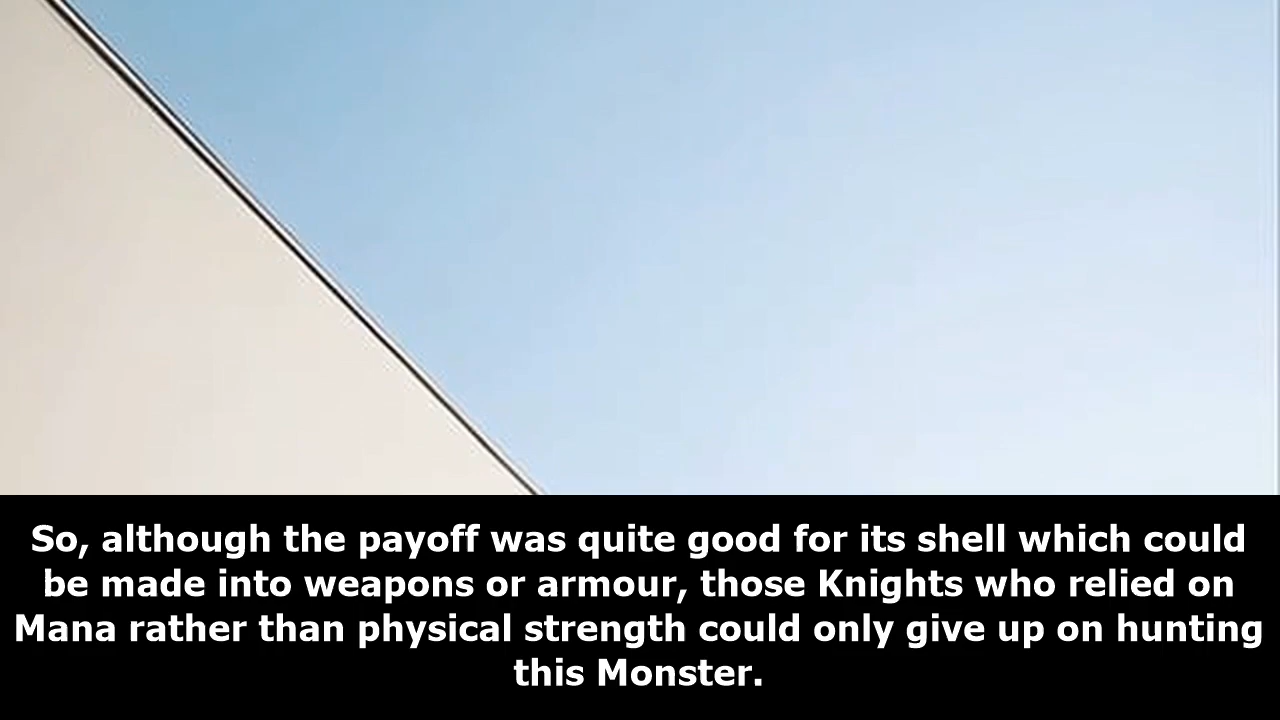 So, although the payoff was quite good for its shell which could
be made into weapons or armour, those Knights who relied on
Mana rather than physical strength could only give up on hunting
this Monster.